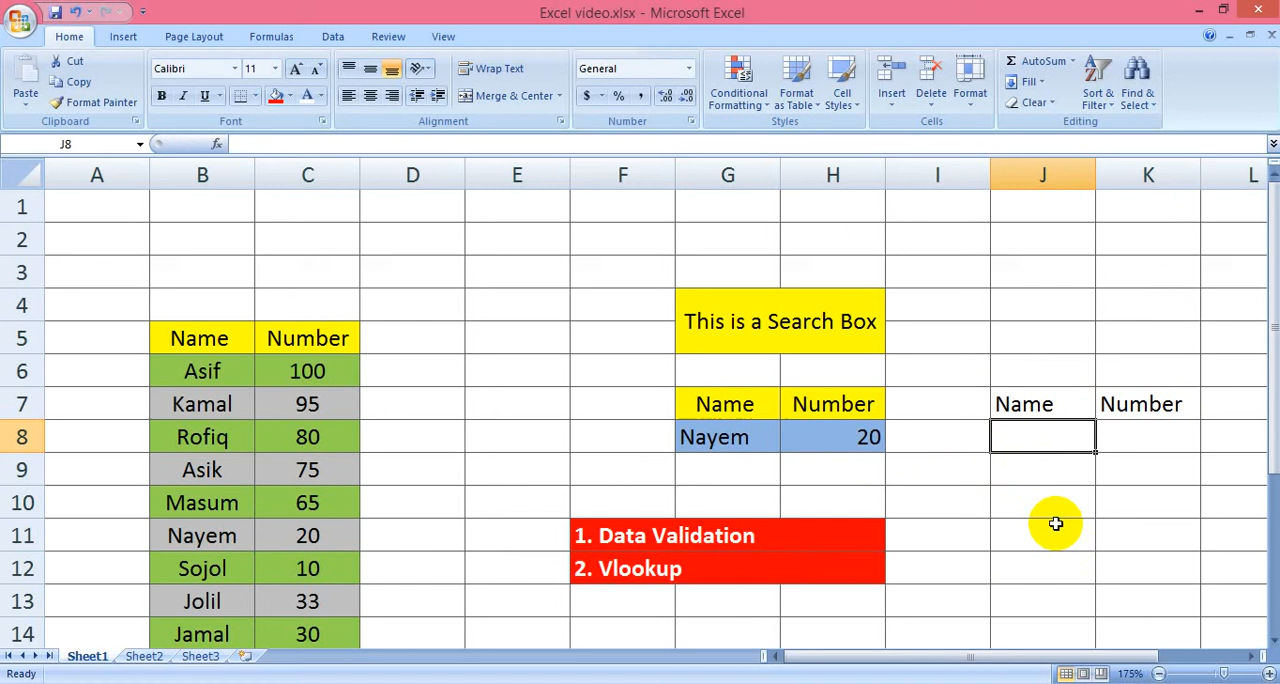 Excel video.xlsx - Microsoft Excel
Home Insert Page Layout Formulas Data Review View
Paste
Cut
Copy
Format Painter
Clipboard
Calibri 11 A A
B I U A
Font
Wrap Text
Merge & Center
Alignment
General
$ % , .0 .00 .00 .0
Number
Conditional Formatting
Format as Table
Cell Styles
Styles
Insert Delete Format
Cells
Σ AutoSum
Fill
Clear
Sort & Filter
Find & Select
Editing
J8 fx
A B C D E F G H I J K L
1
2
3
4 This is a Search Box
5 Name Number
6 Asif 100
7 Kamal 95 Name Number Name Number
8 Rofiq 80 Nayem 20
9 Asik 75
10 Masum 65
11 Nayem 20 1. Data Validation
12 Sojol 10 2. Vlookup
13 Jolil 33
14 Jamal 30
Sheet1 Sheet2 Sheet3
Ready 175%